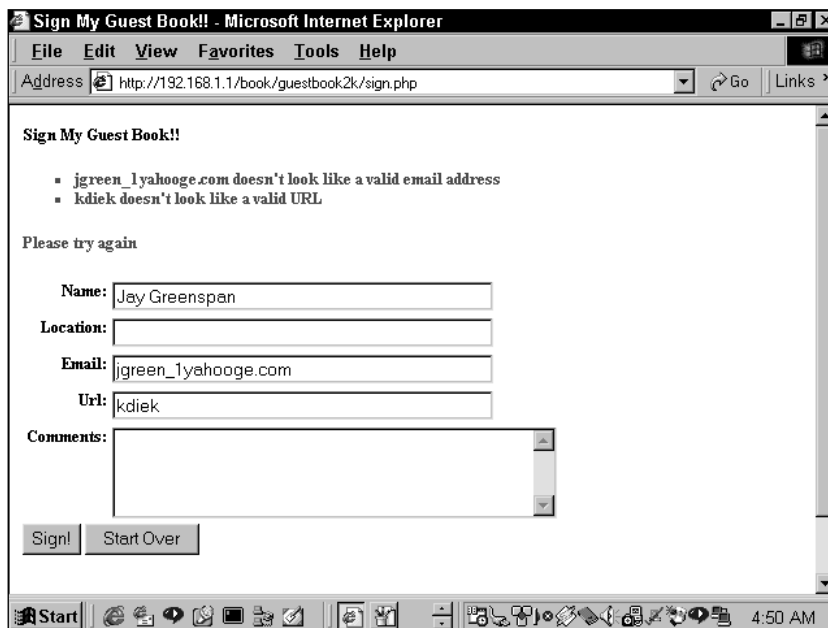 Sign My Guest Book!! - Microsoft Internet Explorer
File Edit View Favorites Tools Help
Address http://192.168.1.1/book/guestbook2k/sign.php Go Links
Sign My Guest Book!!
jgreen_1yahooge.com doesn't look like a valid email address
kdiek doesn't look like a valid URL
Please try again
Name: Jay Greenspan
Location:
Email: jgreen_1yahooge.com
Url: kdiek
Comments:
Sign! Start Over
Start 4:50 AM